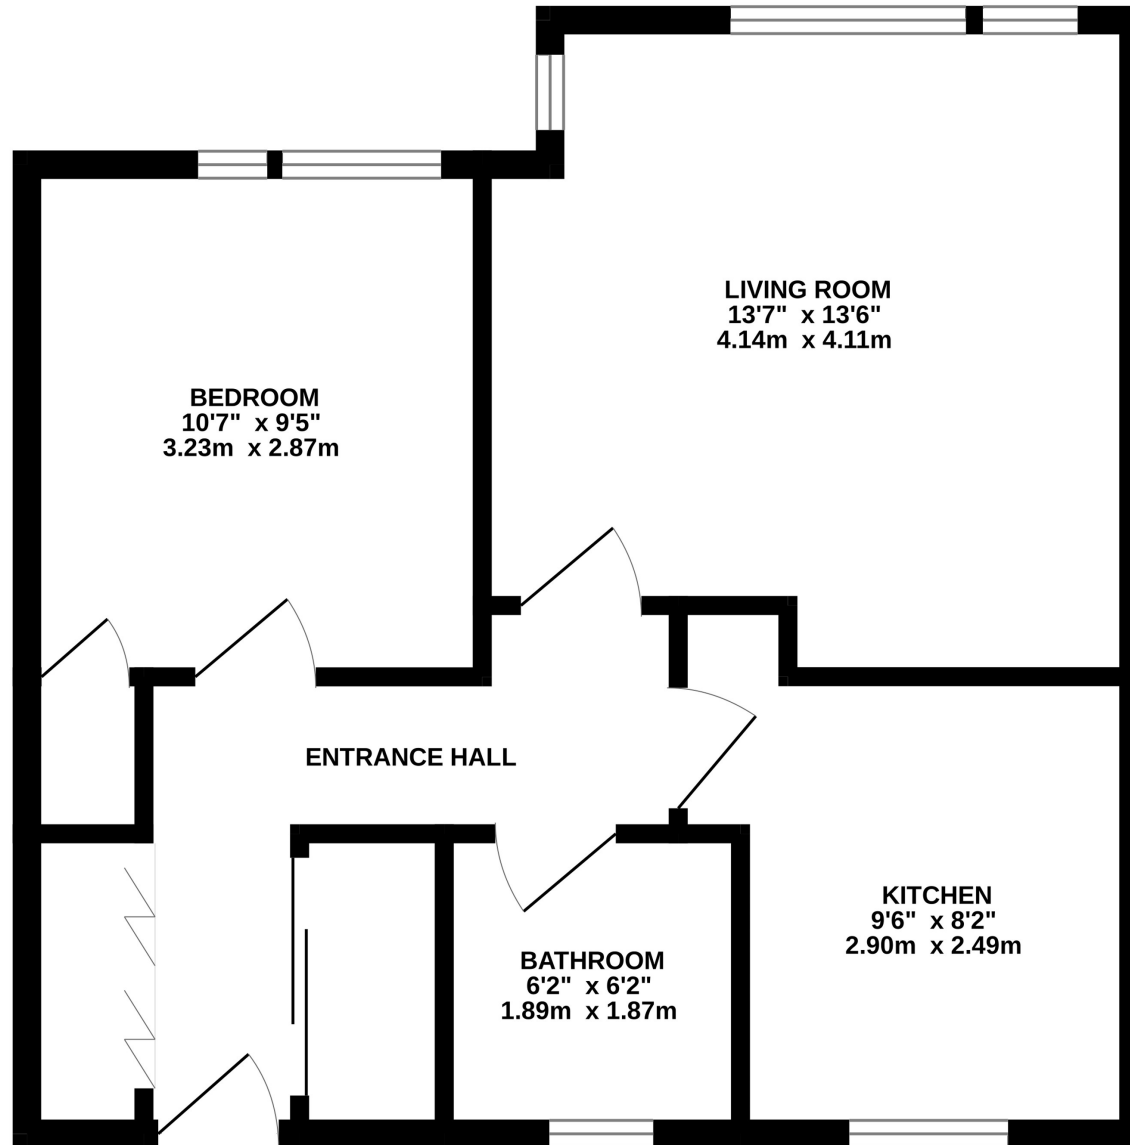 LIVING ROOM
13'7" x 13'6"
4.14m x 4.11m
BEDROOM
10'7" x 9'5"
3.23m x 2.87m
ENTRANCE HALL
KITCHEN
9'6" x 8'2"
2.90m x 2.49m
BATHROOM
6'2" x 6'2"
1.89m x 1.87m